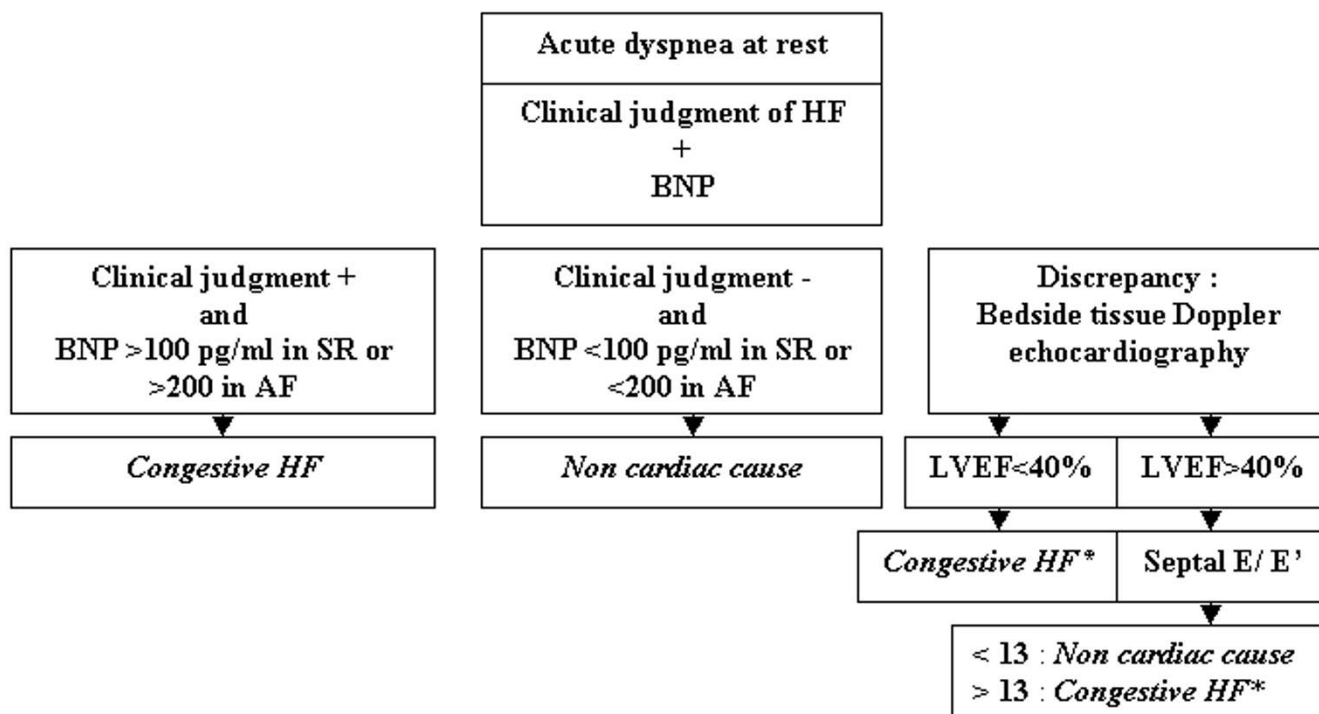 Acute dyspnea at rest
Clinical judgment of HF
+
BNP
Clinical judgment +
and
BNP >100 pg/ml in SR or
>200 in AF
Clinical judgment -
and
BNP <100 pg/ml in SR or
<200 in AF
Discrepancy :
Bedside tissue Doppler
echocardiography
Congestive HF
Non cardiac cause
LVEF<40%
LVEF>40%
Congestive HF*
Septal E/ E’
< 13 : Non cardiac cause
> 13 : Congestive HF*